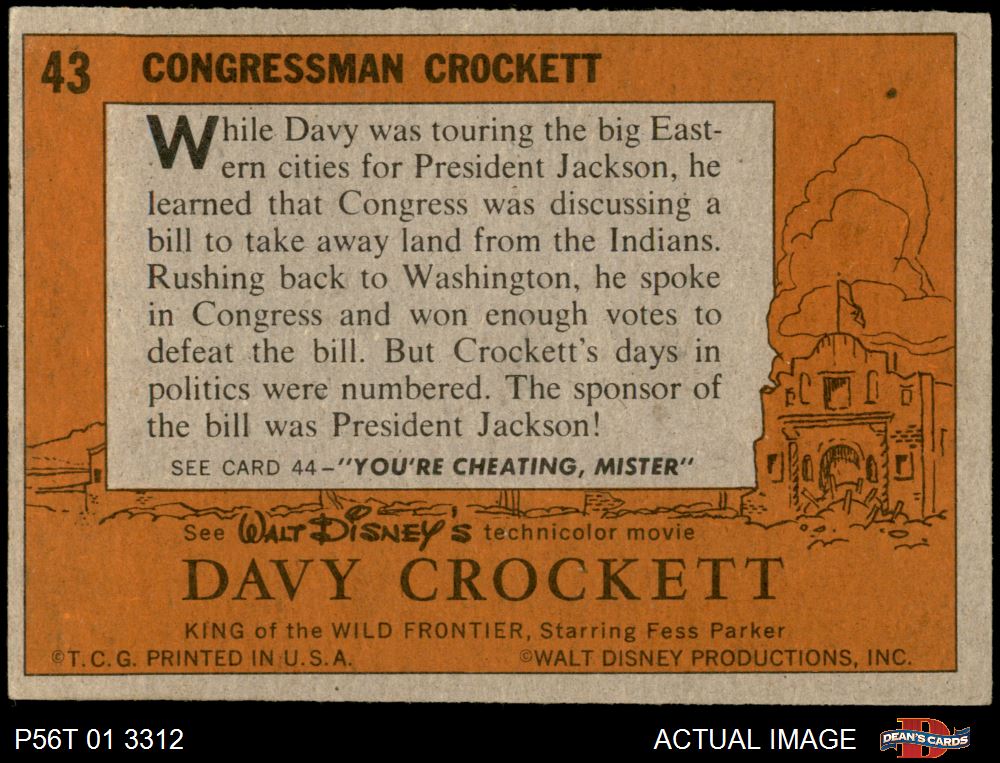 43 CONGRESSMAN CROCKETT
While Davy was touring the big East-
ern cities for President Jackson, he
learned that Congress was discussing a
bill to take away land from the Indians.
Rushing back to Washington, he spoke
in Congress and won enough votes to
defeat the bill. But Crockett's days in
politics were numbered. The sponsor of
the bill was President Jackson!
SEE CARD 44-"YOU'RE CHEATING, MISTER"
See WALT DISNEY'S technicolor movie
DAVY CROCKETT
KING of the WILD FRONTIER, Starring Fess Parker
©T.C.G. PRINTED IN U.S.A. ©WALT DISNEY PRODUCTIONS, INC.
P56T 01 3312 ACTUAL IMAGE D DEAN'S CARDS